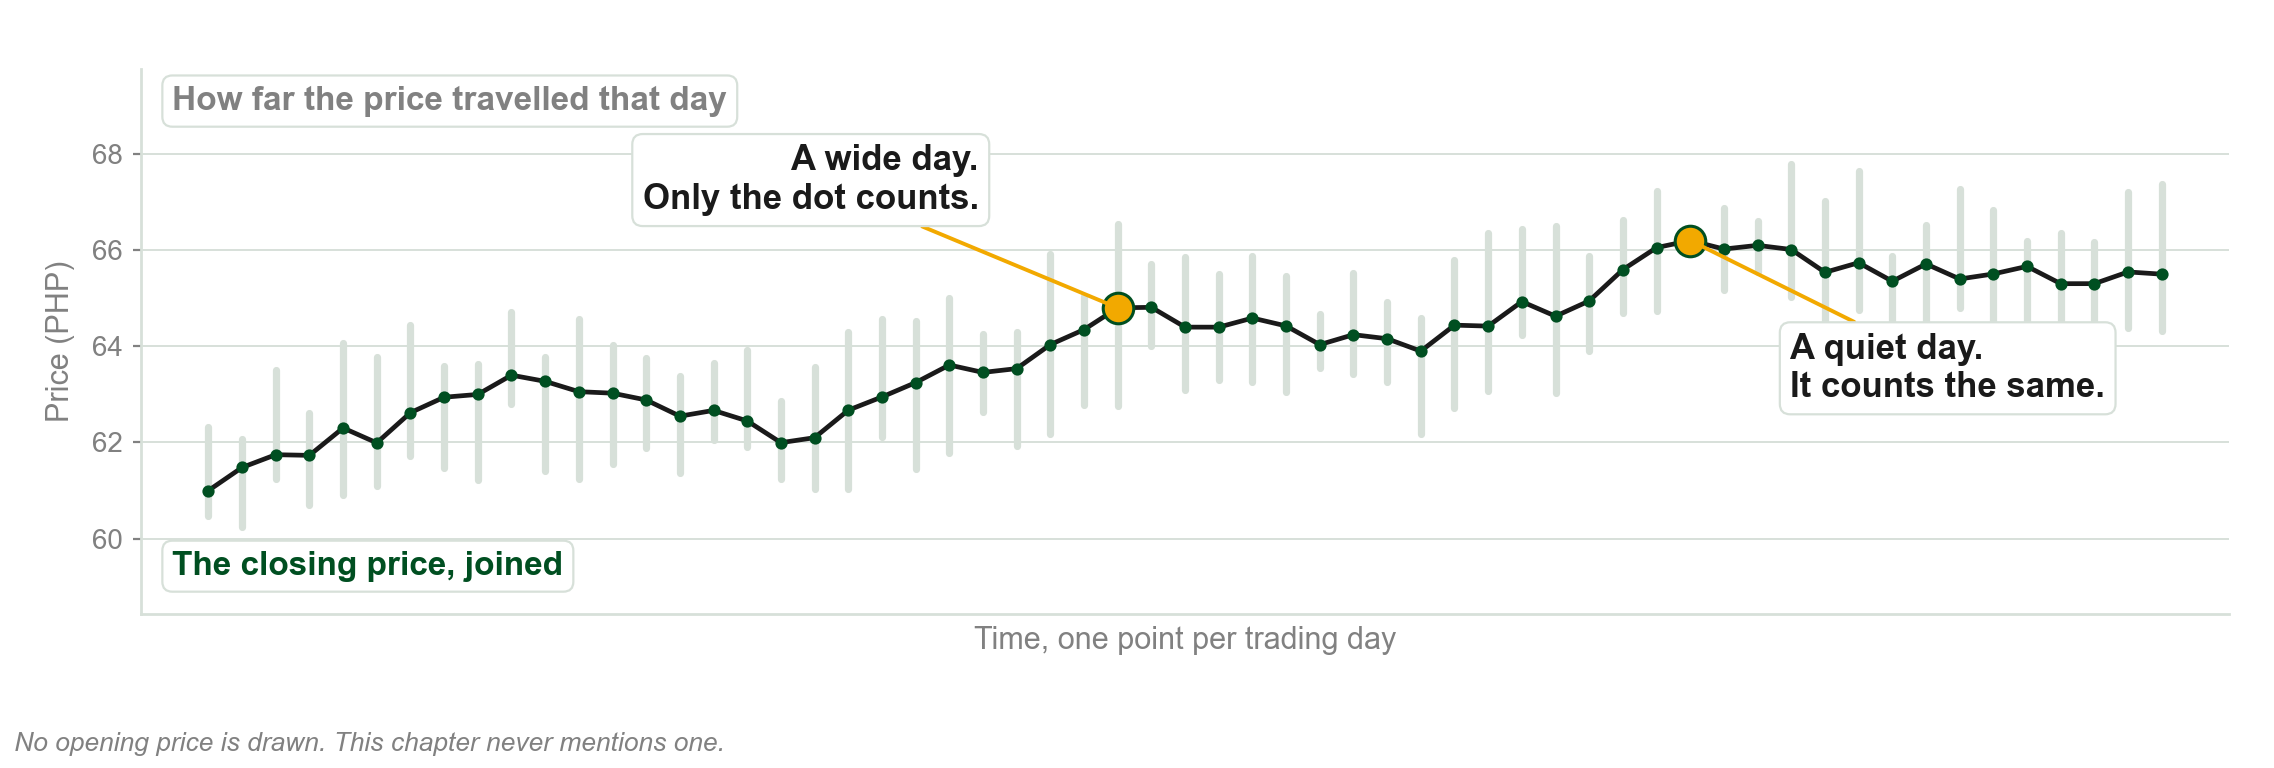 How far the price travelled that day
A wide day.
Only the dot counts.
68
66
64
62
60
Price (PHP)
A quiet day.
It counts the same.
The closing price, joined
Time, one point per trading day
No opening price is drawn. This chapter never mentions one.